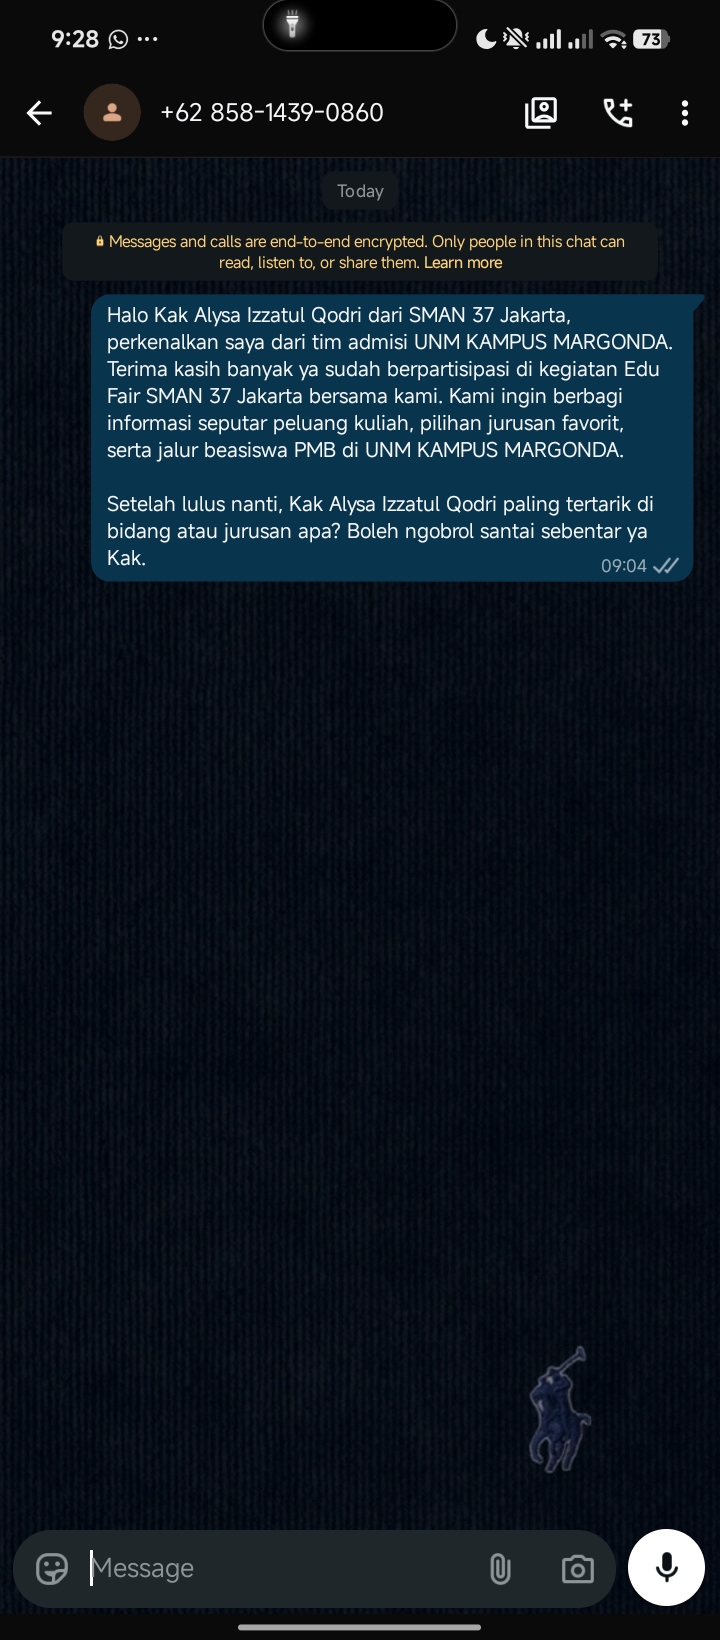 9:28
73
+62 858-1439-0860
Today
Messages and calls are end-to-end encrypted. Only people in this chat can
read, listen to, or share them. Learn more
Halo Kak Alysa Izzatul Qodri dari SMAN 37 Jakarta,
perkenalkan saya dari tim admisi UNM KAMPUS MARGONDA.
Terima kasih banyak ya sudah berpartisipasi di kegiatan Edu
Fair SMAN 37 Jakarta bersama kami. Kami ingin berbagi
informasi seputar peluang kuliah, pilihan jurusan favorit,
serta jalur beasiswa PMB di UNM KAMPUS MARGONDA.
Setelah lulus nanti, Kak Alysa Izzatul Qodri paling tertarik di
bidang atau jurusan apa? Boleh ngobrol santai sebentar ya
Kak.
09:04
Message